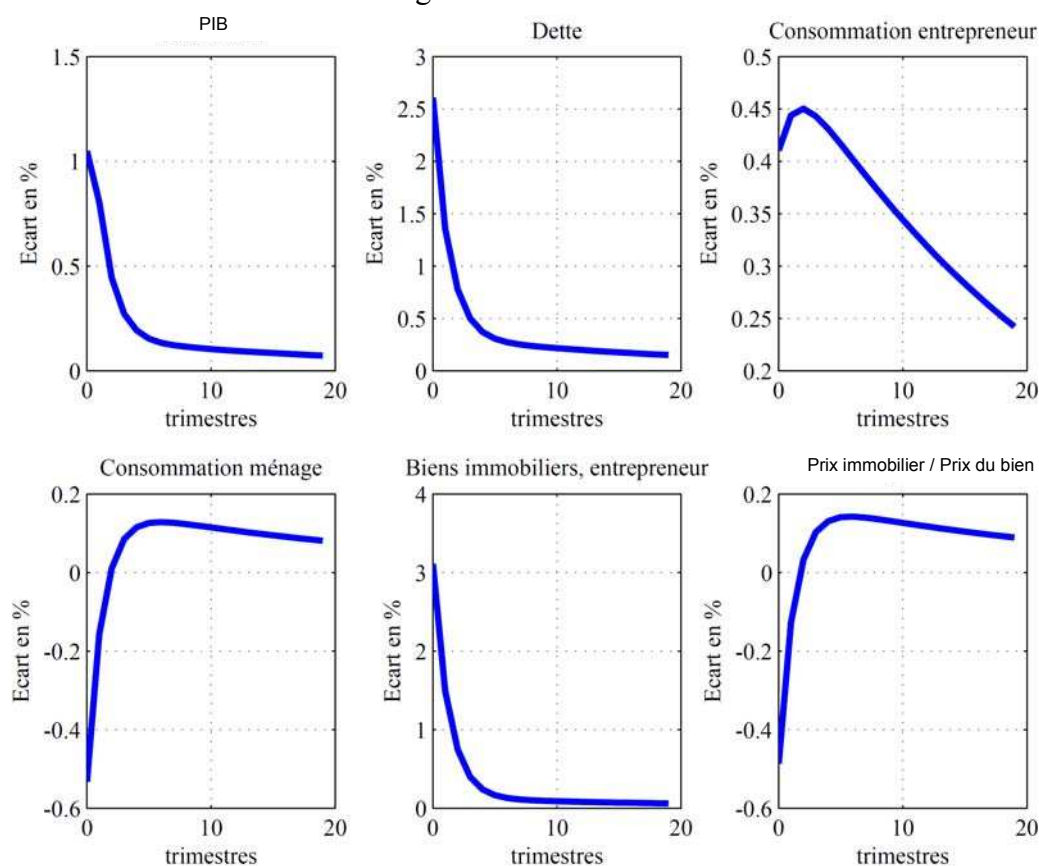 PIB
Dette
Consommation entrepreneur
1.5
1
0.5
0
Ecart en %
0
10
20
trimestres
3
2.5
2
1.5
1
0.5
0
Ecart en %
0
10
20
trimestres
0.5
0.45
0.4
0.35
0.3
0.25
0.2
Ecart en %
0
10
20
trimestres
Consommation ménage
Biens immobiliers, entrepreneur
Prix immobilier / Prix du bien
0.2
0
-0.2
-0.4
-0.6
Ecart en %
0
10
20
trimestres
4
3
2
1
0
Ecart en %
0
10
20
trimestres
0.2
0
-0.2
-0.4
-0.6
Ecart en %
0
10
20
trimestres